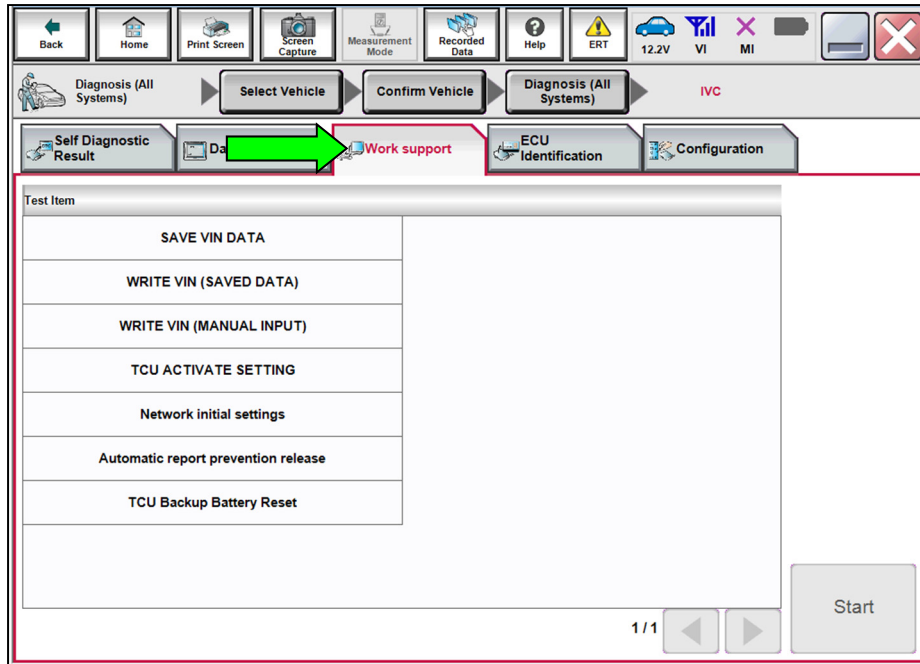 Back
Home
Print Screen
Screen
Capture
Measurement
Mode
Recorded
Data
Help
ERT
12.2V
VI
MI
Diagnosis (All
Systems)
Select Vehicle
Confirm Vehicle
Diagnosis (All
Systems)
IVC
Self Diagnostic
Result
Da
Work support
ECU
Identification
Configuration
Test Item
SAVE VIN DATA
WRITE VIN (SAVED DATA)
WRITE VIN (MANUAL INPUT)
TCU ACTIVATE SETTING
Network initial settings
Automatic report prevention release
TCU Backup Battery Reset
1/1
Start